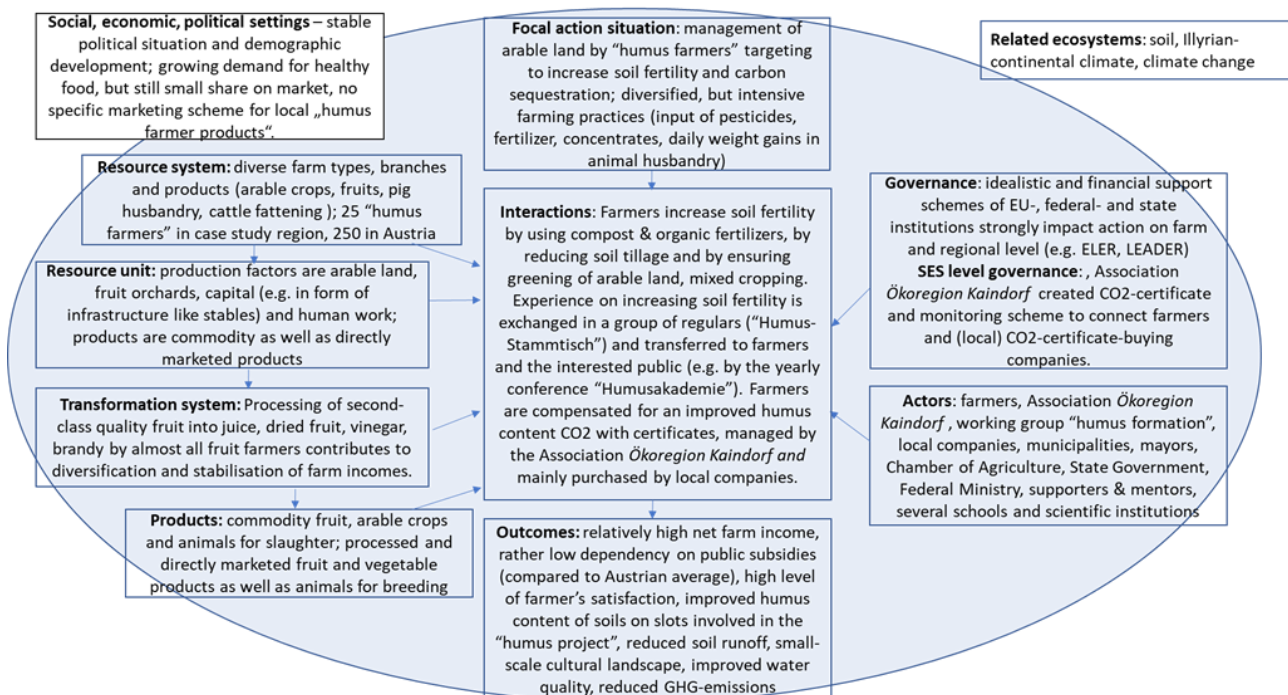 Social, economic, political settings – stable
political situation and demographic
development; growing demand for healthy
food, but still small share on market, no
specific marketing scheme for local „humus
farmer products“.
Focal action situation: management of
arable land by “humus farmers” targeting
to increase soil fertility and carbon
sequestration; diversified, but intensive
farming practices (input of pesticides,
fertilizer, concentrates, daily weight gains in
animal husbandry)
Related ecosystems: soil, Illyrian-
continental climate, climate change
Resource system: diverse farm types, branches
and products (arable crops, fruits, pig
husbandry, cattle fattening ); 25 “humus
farmers” in case study region, 250 in Austria
Resource unit: production factors are arable land,
fruit orchards, capital (e.g. in form of
infrastructure like stables) and human work;
products are commodity as well as directly
marketed products
Transformation system: Processing of second-
class quality fruit into juice, dried fruit, vinegar,
brandy by almost all fruit farmers contributes to
diversification and stabilisation of farm incomes.
Products: commodity fruit, arable crops
and animals for slaughter; processed and
directly marketed fruit and vegetable
products as well as animals for breeding
Interactions: Farmers increase soil fertility
by using compost & organic fertilizers, by
reducing soil tillage and by ensuring
greening of arable land, mixed cropping.
Experience on increasing soil fertility is
exchanged in a group of regulars (“Humus-
Stammtisch”) and transferred to farmers
and the interested public (e.g. by the yearly
conference “Humusakademie”). Farmers
are compensated for an improved humus
content CO2 with certificates, managed by
the Association Ökoregion Kaindorf and
mainly purchased by local companies.
Outcomes: relatively high net farm income,
rather low dependency on public subsidies
(compared to Austrian average), high level
of farmer’s satisfaction, improved humus
content of soils on slots involved in the
“humus project”, reduced soil runoff, small-
scale cultural landscape, improved water
quality, reduced GHG-emissions
Governance: idealistic and financial support
schemes of EU-, federal- and state
institutions strongly impact action on farm
and regional level (e.g. ELER, LEADER)
SES level governance: , Association
Ökoregion Kaindorf created CO2-certificate
and monitoring scheme to connect farmers
and (local) CO2-certificate-buying
companies.
Actors: farmers, Association Ökoregion
Kaindorf , working group “humus formation”,
local companies, municipalities, mayors,
Chamber of Agriculture, State Government,
Federal Ministry, supporters & mentors,
several schools and scientific institutions